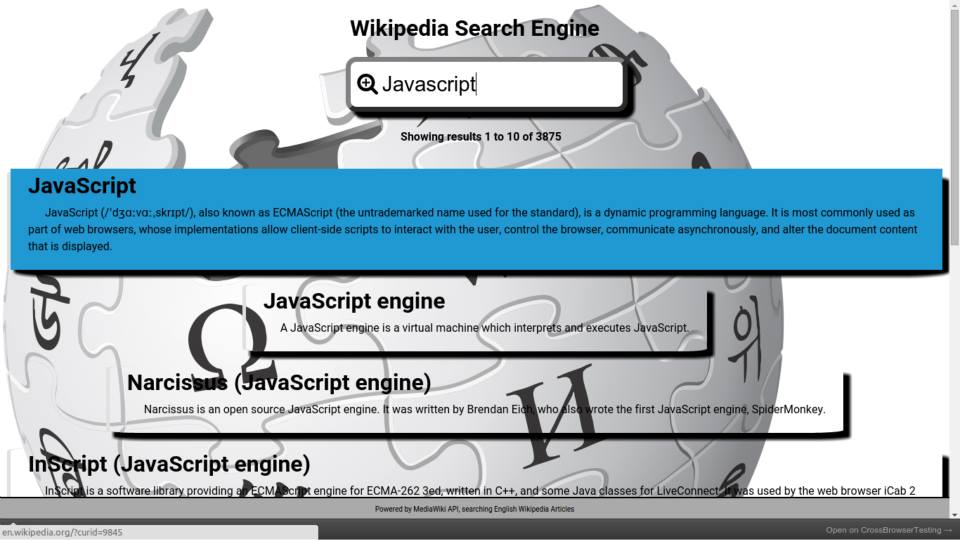 Wikipedia Search Engine
Javascript
Showing results 1 to 10 of 3875
JavaScript
JavaScript (/ˈdʒɑːvɑːˌskrɪpt/), also known as ECMAScript (the untrademarked name used for the standard), is a dynamic programming language. It is most commonly used as
part of web browsers, whose implementations allow client-side scripts to interact with the user, control the browser, communicate asynchronously, and alter the document content
that is displayed.
JavaScript engine
A JavaScript engine is a virtual machine which interprets and executes JavaScript.
Ω
위
Narcissus (JavaScript engine)
Narcissus is an open source JavaScript engine. It was written by Brendan Eich, who also wrote the first JavaScript engine, SpiderMonkey.
И
InScript (JavaScript engine)
InScript is a software library providing an ECMAScript engine for ECMA-262 3ed, written in C++, and some Java classes for LiveConnect. It was used by the web browser iCab 2
Powered by MediaWiki API, searching English Wikipedia Articles
en.wikipedia.org/?curid=9845
Open on CrossBrowserTesting →